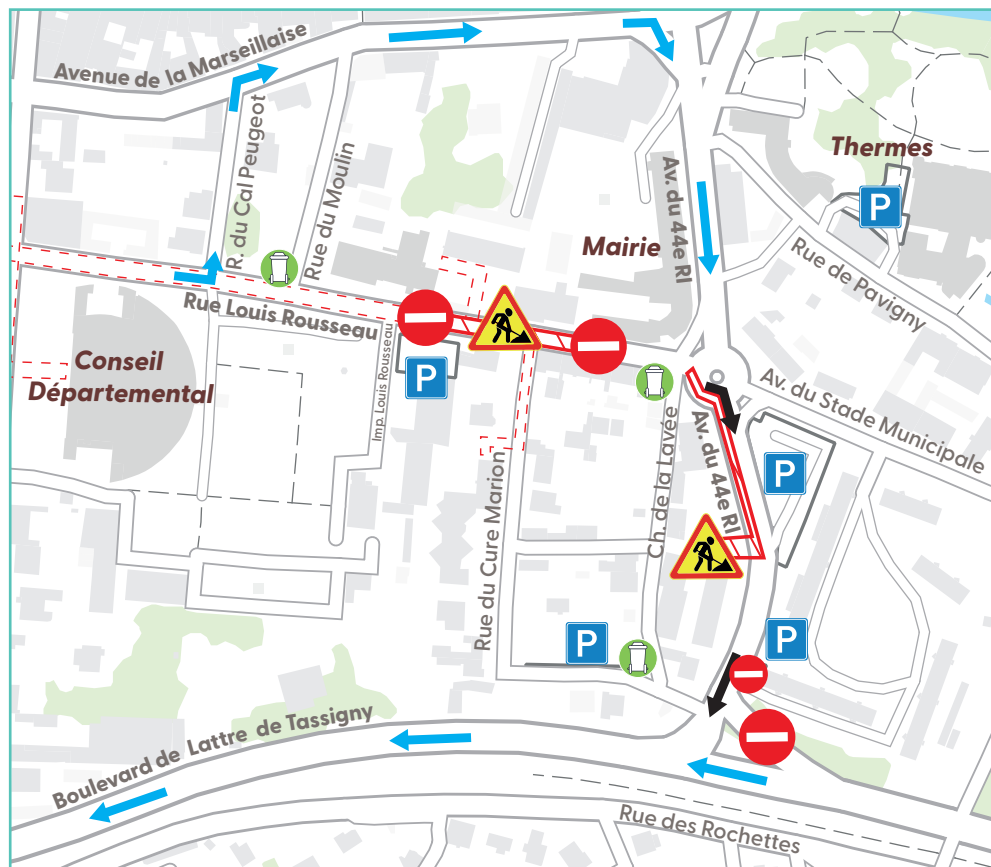 Avenue de la Marseillaise
R. du Cal Peugeot
Rue du Moulin
Av. du 44e RI
Thermes
P
Mairie
Rue de Pavigny
Rue Louis Rousseau
Conseil
Départemental
Imp. Louis Rousseau
P
Av. du Stade Municipale
Ch. de la Lavée
Av. du 44e RI
P
Rue du Cure Marion
P
P
Boulevard de Lattre de Tassigny
Rue des Rochettes